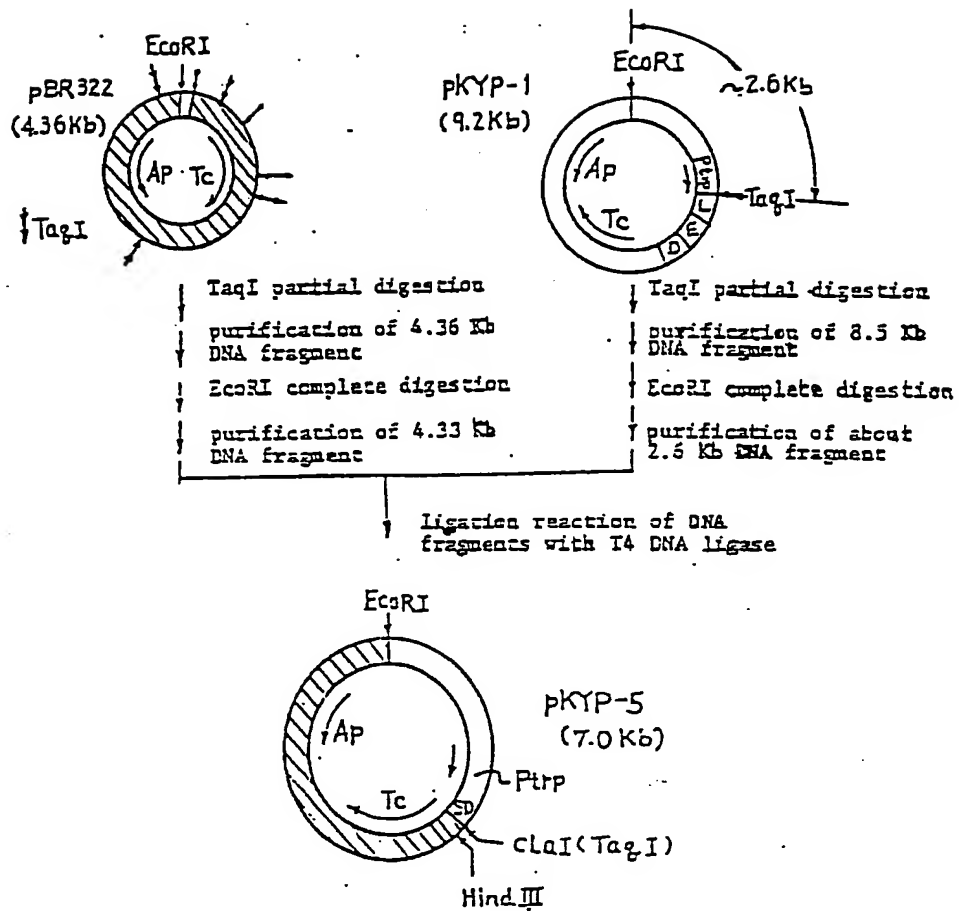 EcoRI
pBR322
(4.36Kb)
Ap · Tc
TaqI
EcoRI
pKYP-1
(9.2Kb)
~2.6Kb
Ap
Tc
Ptrp
L
E
D
TaqI
TaqI partial digestion
purification of 4.36 Kb
DNA fragment
EcoRI complete digestion
purification of 4.33 Kb
DNA fragment
TaqI partial digestion
purification of 8.5 Kb
DNA fragment
EcoRI complete digestion
purification of about
2.6 Kb DNA fragment
Ligation reaction of DNA
fragments with T4 DNA ligase
EcoRI
pKYP-5
(7.0Kb)
Ap
Tc
Ptrp
SD
claI(TaqI)
Hind III